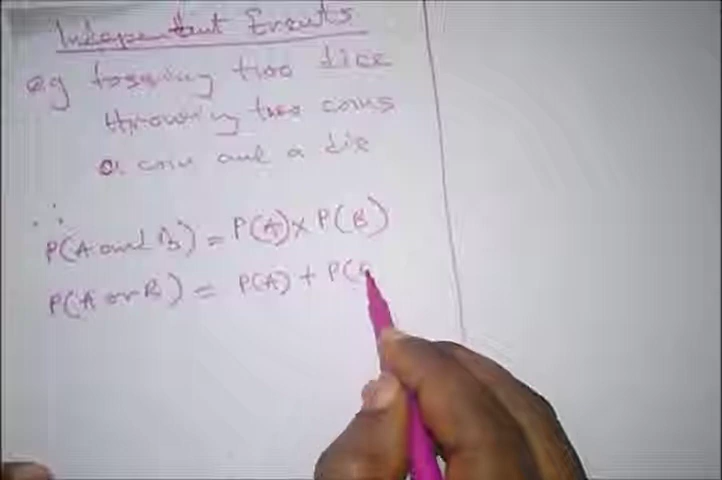 Independent Events
eg tossing two dice
throwing two coins
a coin and a die
∴
P(A and B) = P(A) x P(B)
P(A or B) = P(A) + P(